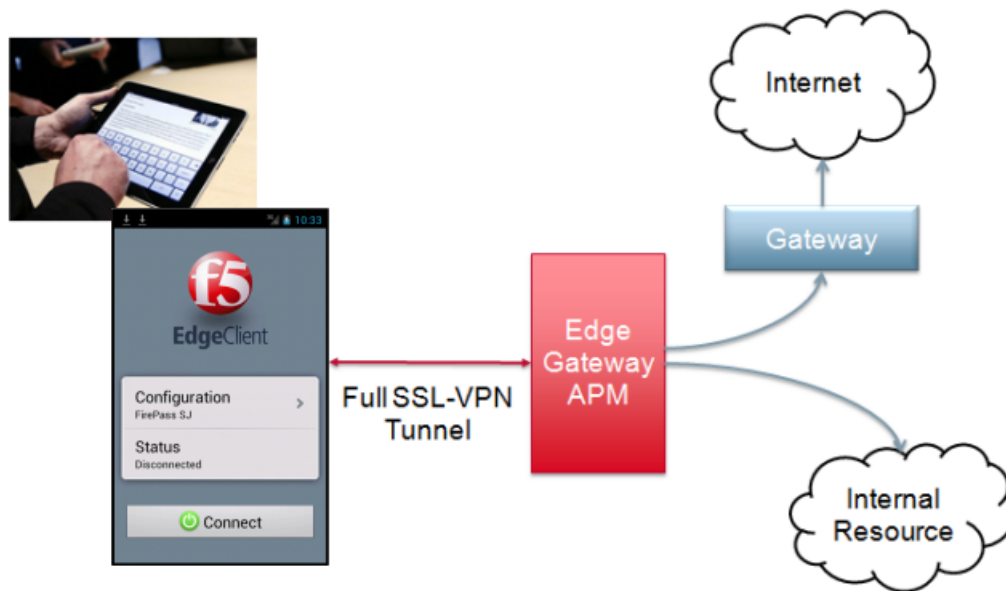 Internet
Gateway
10:33
f5
EdgeClient
Configuration
FirePass SJ
Status
Disconnected
Connect
Full SSL-VPN
Tunnel
Edge
Gateway
APM
Internal
Resource